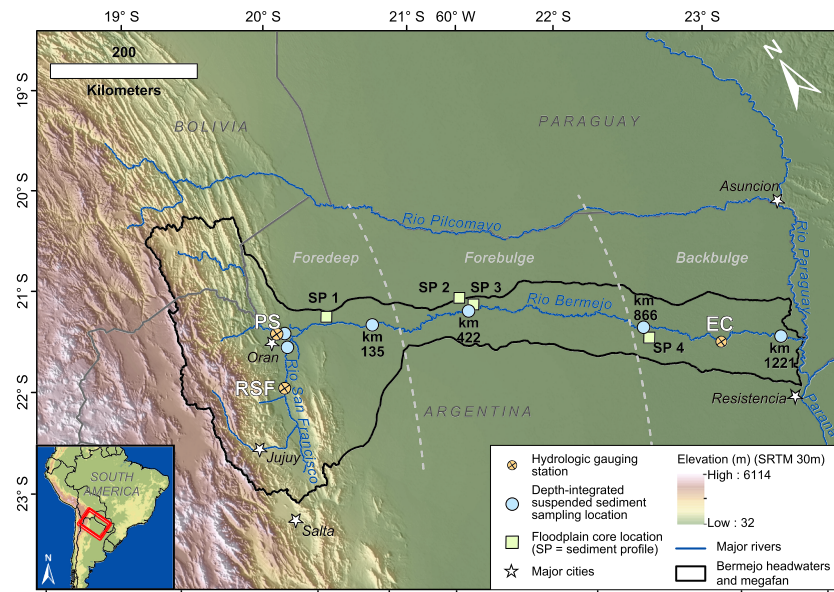 19°S
20°S
21°S
60°W
22°S
23°S
200
Kilometers
N
19°S
20°S
21°S
22°S
23°S
BOLIVIA
PARAGUAY
Asuncion
Rio Pilcomayo
Rio Paraguay
Foredeep
Forebulge
Backbulge
SP 1
SP 2
SP 3
Rio Bermejo
km
866
PS
EC
Oran
km
135
km
422
SP 4
km
1221
RSF
Rio San Francisco
ARGENTINA
Resistencia
Parana
Jujuy
Salta
SOUTH
AMERICA
N
Hydrologic gauging
station
Depth-integrated
suspended sediment
sampling location
Floodplain core location
(SP = sediment profile)
Major cities
Elevation (m) (SRTM 30m)
High : 6114
Low : 32
Major rivers
Bermejo headwaters
and megafan